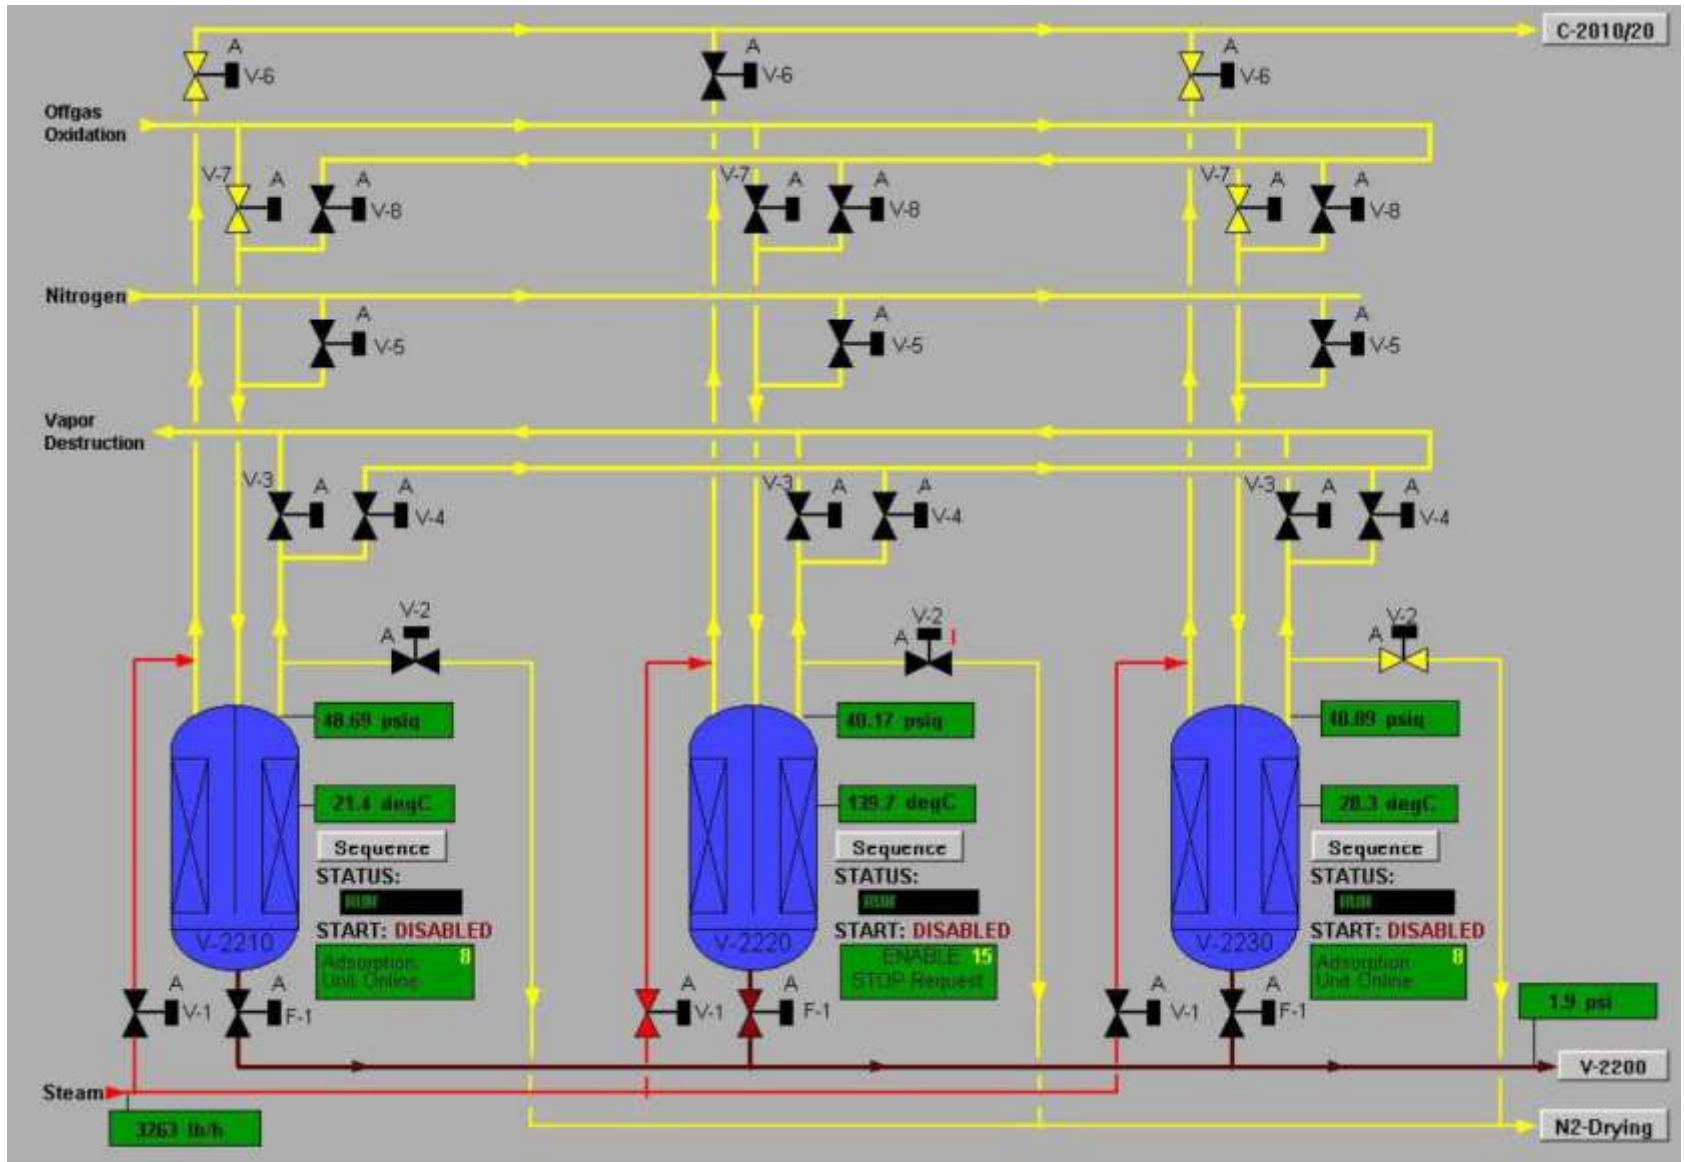 C-2010/20
A
V-6
A
V-6
A
V-6
Offgas
Oxidation
V-7
A
A
V-8
V-7
A
A
V-8
V-7
A
A
V-8
Nitrogen
A
V-5
A
V-5
A
V-5
Vapor
Destruction
V-3
A
A
V-4
V-3
A
A
V-4
V-3
A
A
V-4
V-2
A
V-2
A
I
V-2
A
48.69 psig
40.17 psig
40.89 psig
21.4 degC
139.7 degC
28.3 degC
Sequence
Sequence
Sequence
STATUS:
STATUS:
STATUS:
RUN
RUN
RUN
START: DISABLED
START: DISABLED
START: DISABLED
V-2210
V-2220
V-2230
Adsorption 8
Unit Online
ENABLE 15
STOP Request
Adsorption 8
Unit Online
A
V-1
A
F-1
A
V-1
A
F-1
A
V-1
A
F-1
1.9 psi
V-2200
Steam
3263 lb/h
N2-Drying